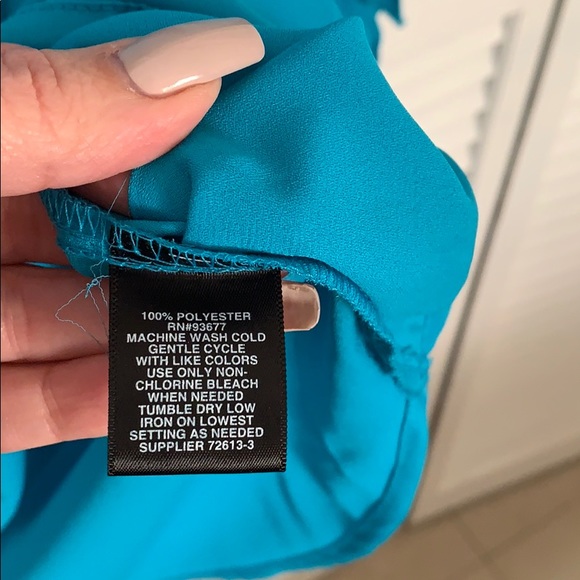 100% POLYESTER
RN#93677
MACHINE WASH COLD
GENTLE CYCLE
WITH LIKE COLORS
USE ONLY NON-
CHLORINE BLEACH
WHEN NEEDED
TUMBLE DRY LOW
IRON ON LOWEST
SETTING AS NEEDED
SUPPLIER 72613-3